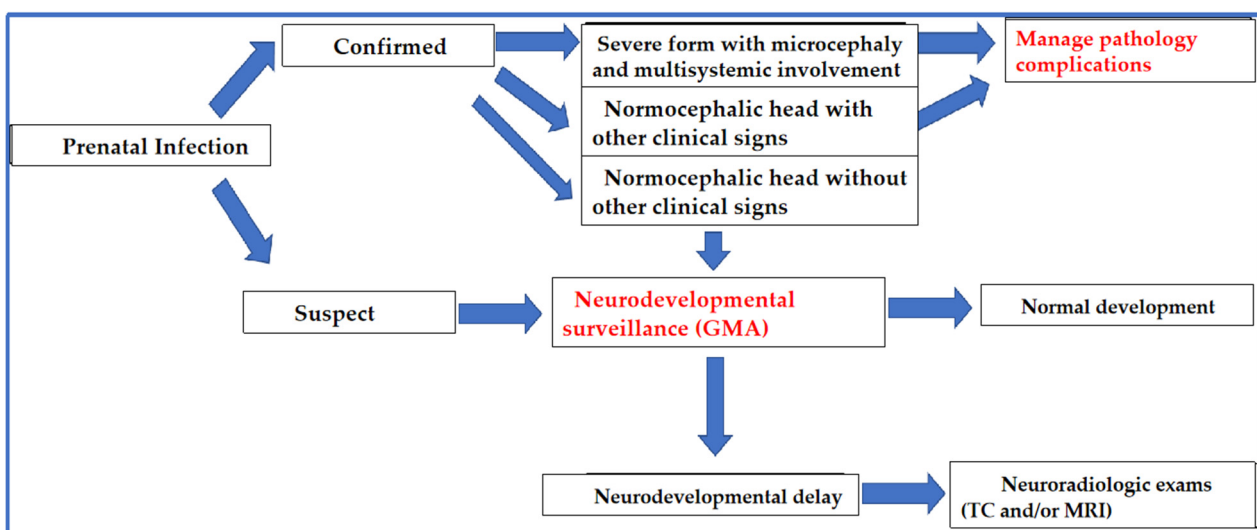 Confirmed
Severe form with microcephaly
and multisystemic involvement
Manage pathology
complications
Normocephalic head with
other clinical signs
Prenatal Infection
Normocephalic head without
other clinical signs
Suspect
Neurodevelopmental
surveillance (GMA)
Normal development
Neurodevelopmental delay
Neuroradiologic exams
(TC and/or MRI)